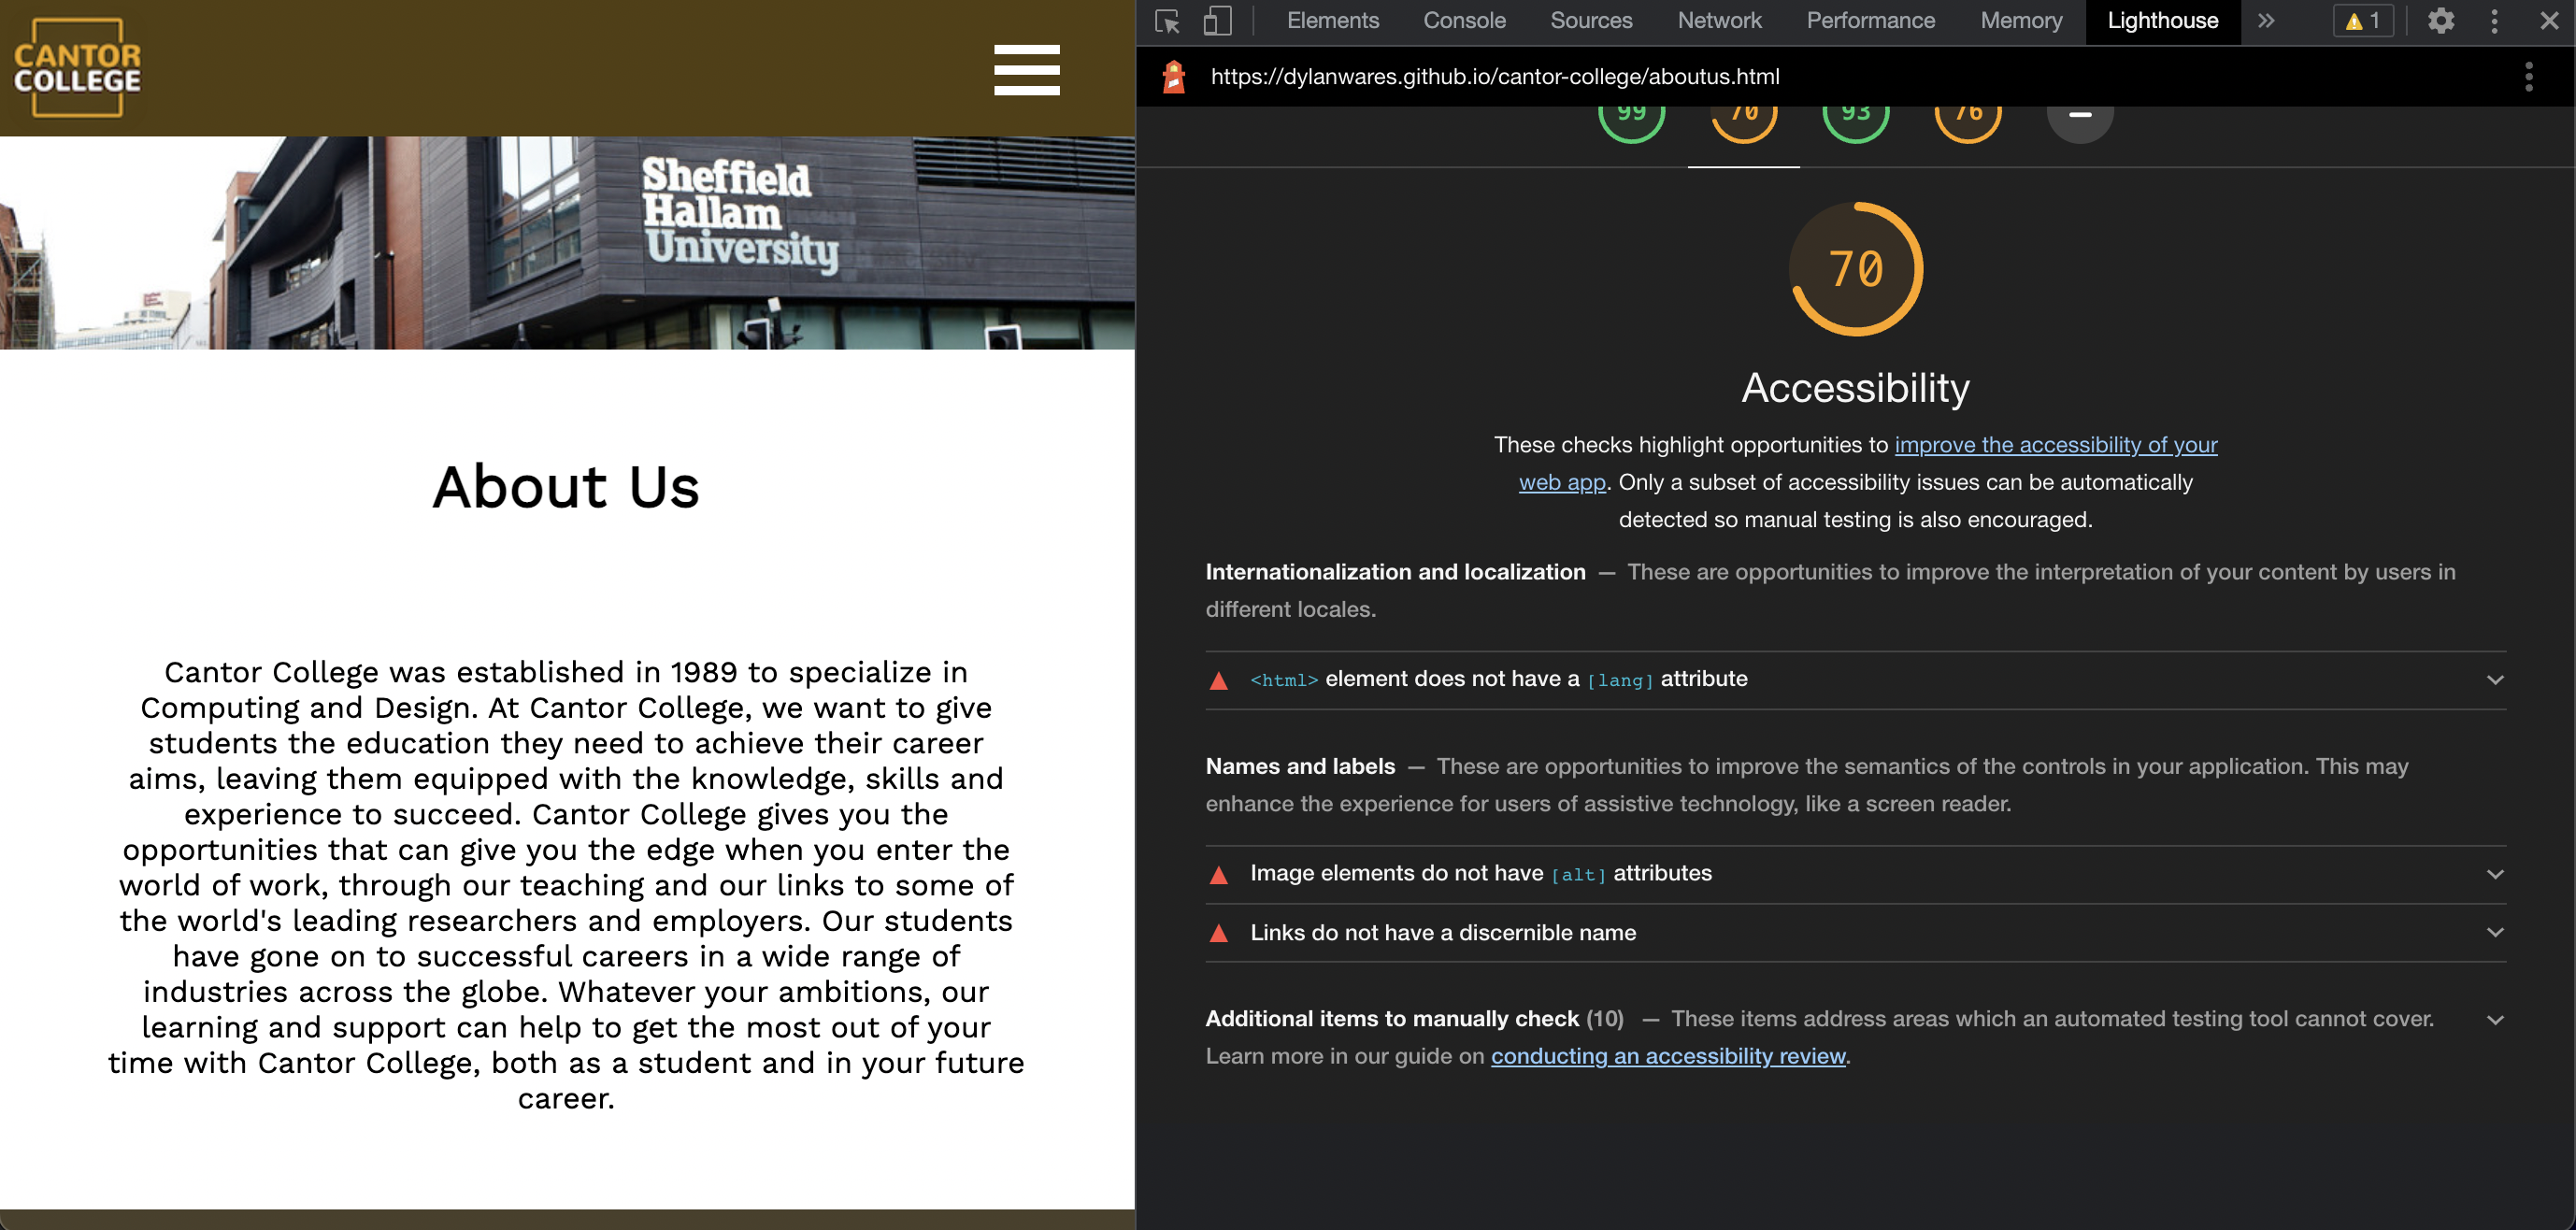 CANTOR
COLLEGE
Sheffield
Hallam
University
About Us
Cantor College was established in 1989 to specialize in
Computing and Design. At Cantor College, we want to give
students the education they need to achieve their career
aims, leaving them equipped with the knowledge, skills and
experience to succeed. Cantor College gives you the
opportunities that can give you the edge when you enter the
world of work, through our teaching and our links to some of
the world's leading researchers and employers. Our students
have gone on to successful careers in a wide range of
industries across the globe. Whatever your ambitions, our
learning and support can help to get the most out of your
time with Cantor College, both as a student and in your future
career.
Elements Console Sources Network Performance Memory Lighthouse » 1
https://dylanwares.github.io/cantor-college/aboutus.html
99 70 93 76 –
70
Accessibility
These checks highlight opportunities to improve the accessibility of your
web app. Only a subset of accessibility issues can be automatically
detected so manual testing is also encouraged.
Internationalization and localization — These are opportunities to improve the interpretation of your content by users in
different locales.
<html> element does not have a [lang] attribute
Names and labels — These are opportunities to improve the semantics of the controls in your application. This may
enhance the experience for users of assistive technology, like a screen reader.
Image elements do not have [alt] attributes
Links do not have a discernible name
Additional items to manually check (10) — These items address areas which an automated testing tool cannot cover.
Learn more in our guide on conducting an accessibility review.